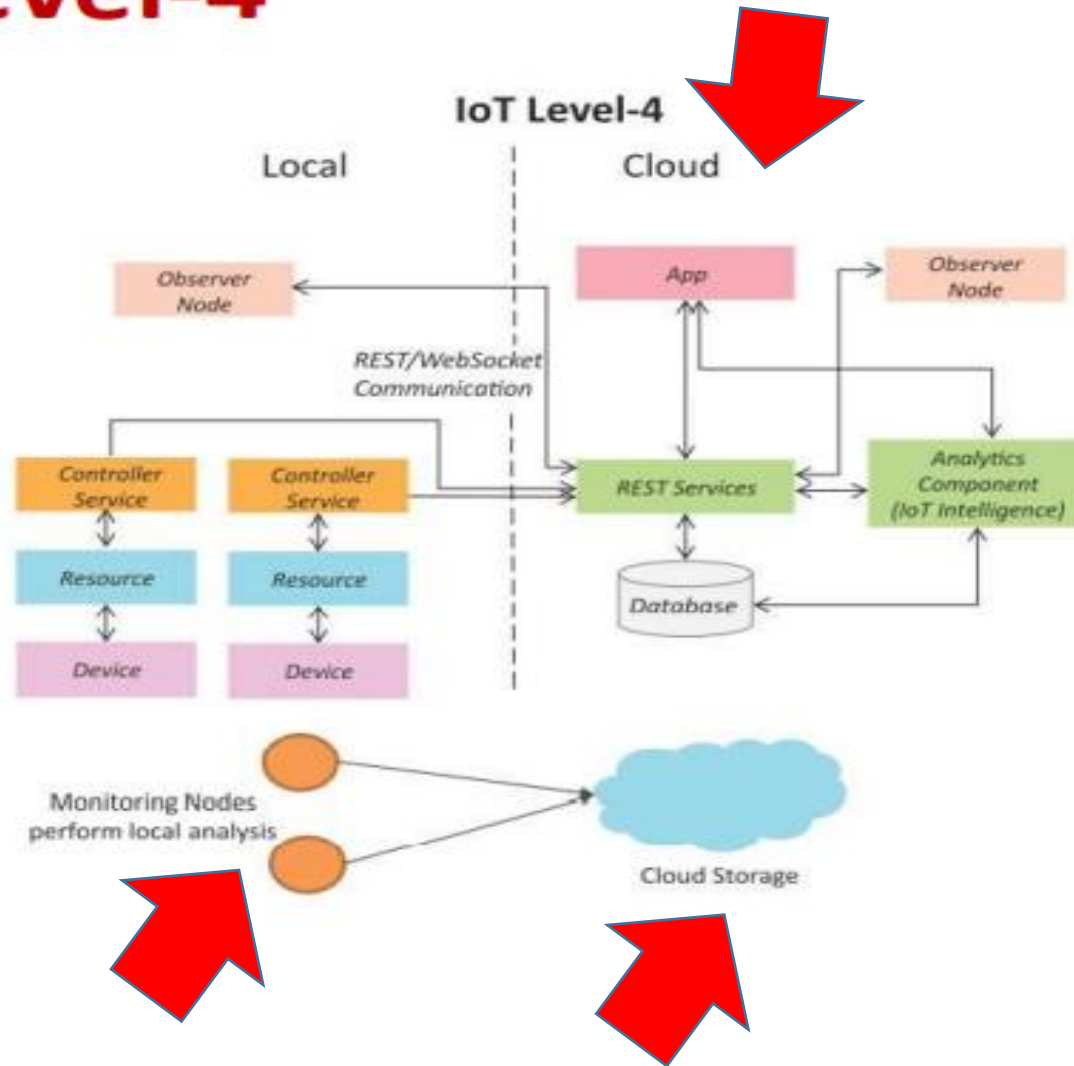 evel-4
IoT Level-4
Local
Cloud
Observer
Node
App
Observer
Node
REST/WebSocket
Communication
Controller
Service
Controller
Service
REST Services
Analytics
Component
(IoT Intelligence)
Resource
Resource
Database
Device
Device
Monitoring Nodes
perform local analysis
Cloud Storage